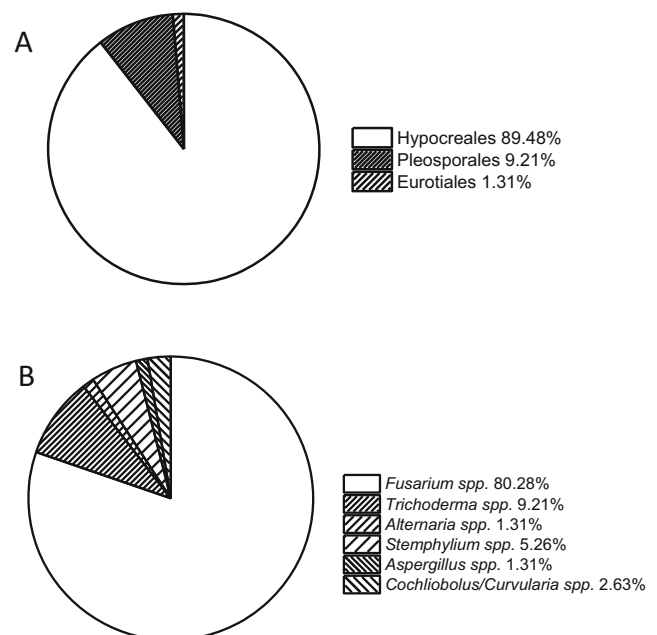 A
Hypocreales 89.48%
Pleosporales 9.21%
Eurotiales 1.31%
B
Fusarium spp. 80.28%
Trichoderma spp. 9.21%
Alternaria spp. 1.31%
Stemphylium spp. 5.26%
Aspergillus spp. 1.31%
Cochliobolus/Curvularia spp. 2.63%